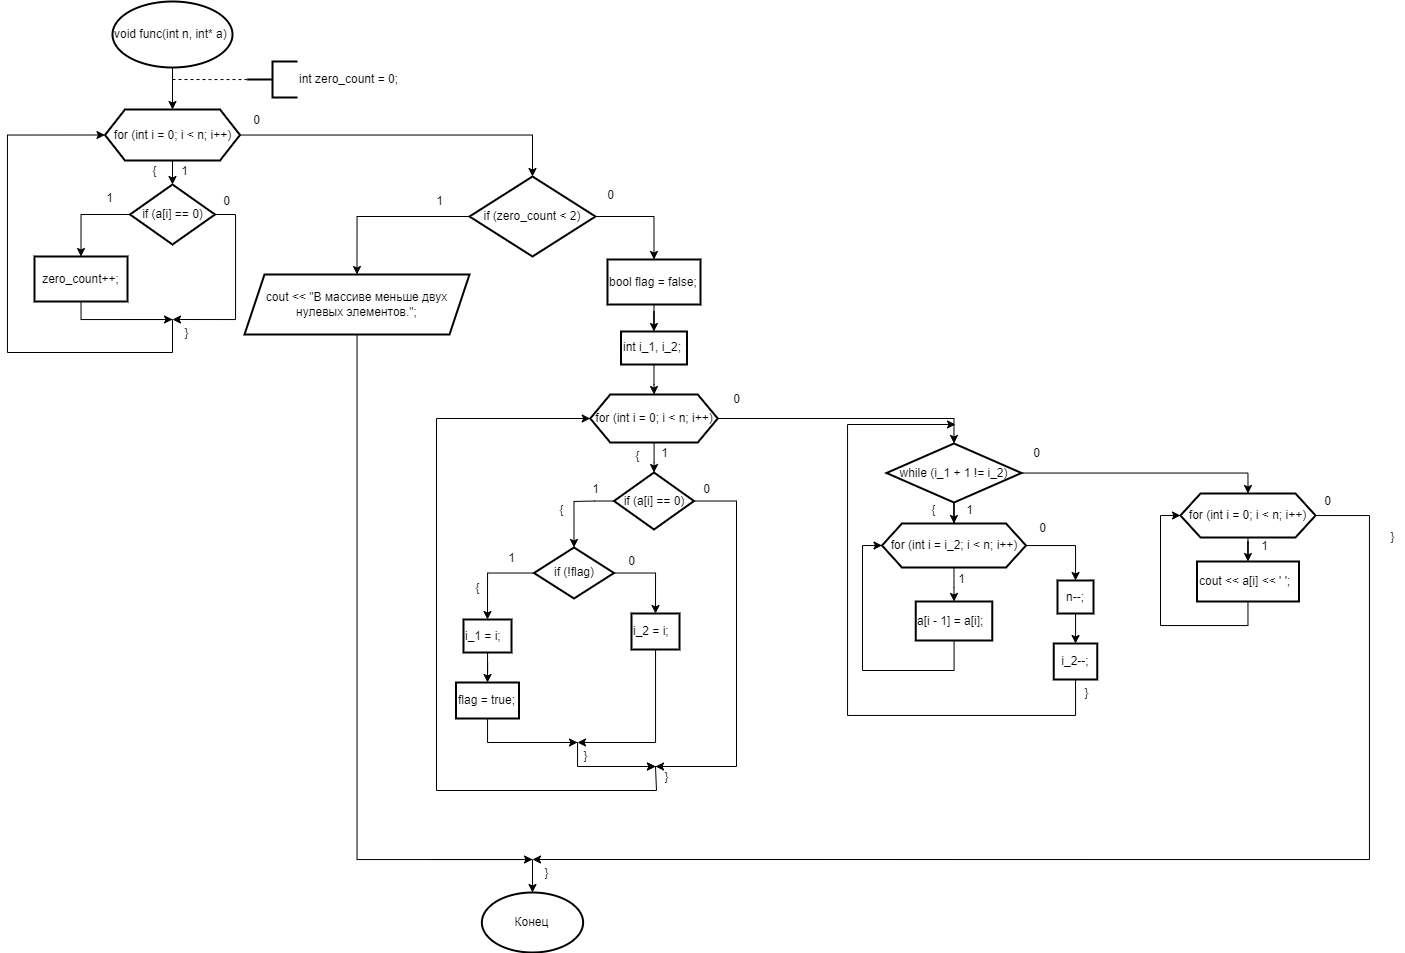 void func(int n, int* a)
int zero_count = 0;
for (int i = 0; i < n; i++)
0
{
1
if (a[i] == 0)
1
0
zero_count++;
}
if (zero_count < 2)
1
0
cout << "В массиве меньше двух
нулевых элементов.";
bool flag = false;
int i_1, i_2;
for (int i = 0; i < n; i++)
0
{
1
if (a[i] == 0)
1
0
{
if (!flag)
1
0
{
i_1 = i;
i_2 = i;
flag = true;
}
}
while (i_1 + 1 != i_2)
0
{
1
for (int i = i_2; i < n; i++)
0
1
a[i - 1] = a[i];
n--;
i_2--;
}
for (int i = 0; i < n; i++)
0
1
cout << a[i] << ' ';
}
}
Конец